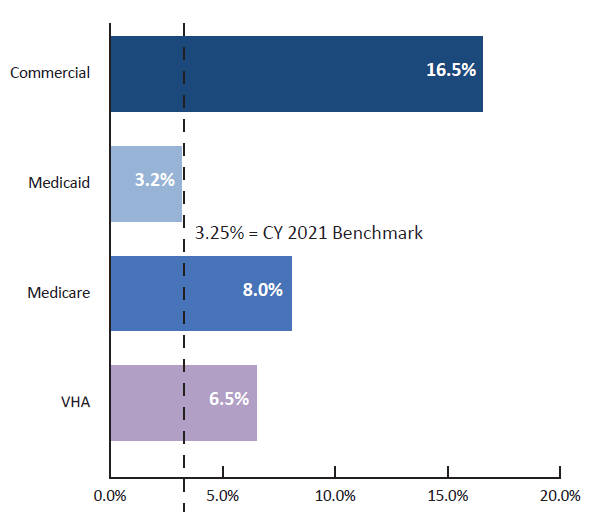 Commercial 16.5%
Medicaid 3.2%
3.25% = CY 2021 Benchmark
Medicare 8.0%
VHA 6.5%
0.0% 5.0% 10.0% 15.0% 20.0%